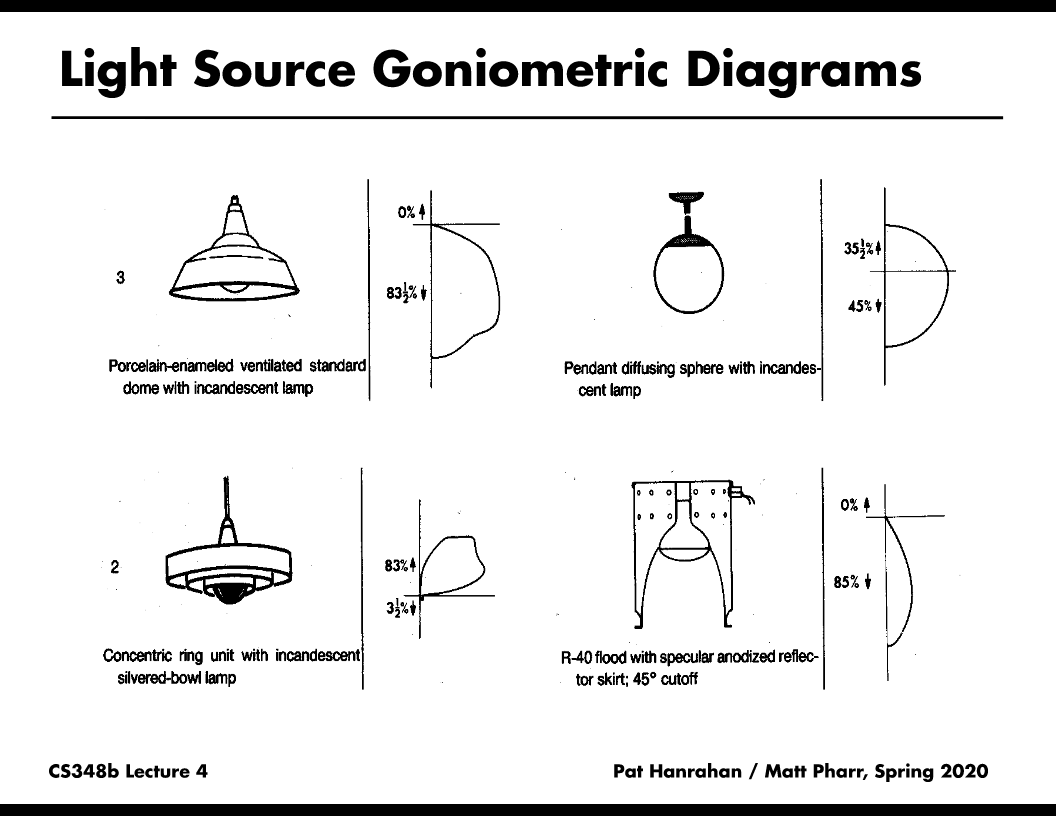 Light Source Goniometric Diagrams
0%
3
83½%
Porcelain-enameled ventilated standard
dome with incandescent lamp
35½%
45%
Pendant diffusing sphere with incandes-
cent lamp
2
83%
3½%
Concentric ring unit with incandescent
silvered-bowl lamp
0%
85%
R-40 flood with specular anodized reflec-
tor skirt; 45° cutoff
CS348b Lecture 4
Pat Hanrahan / Matt Pharr, Spring 2020